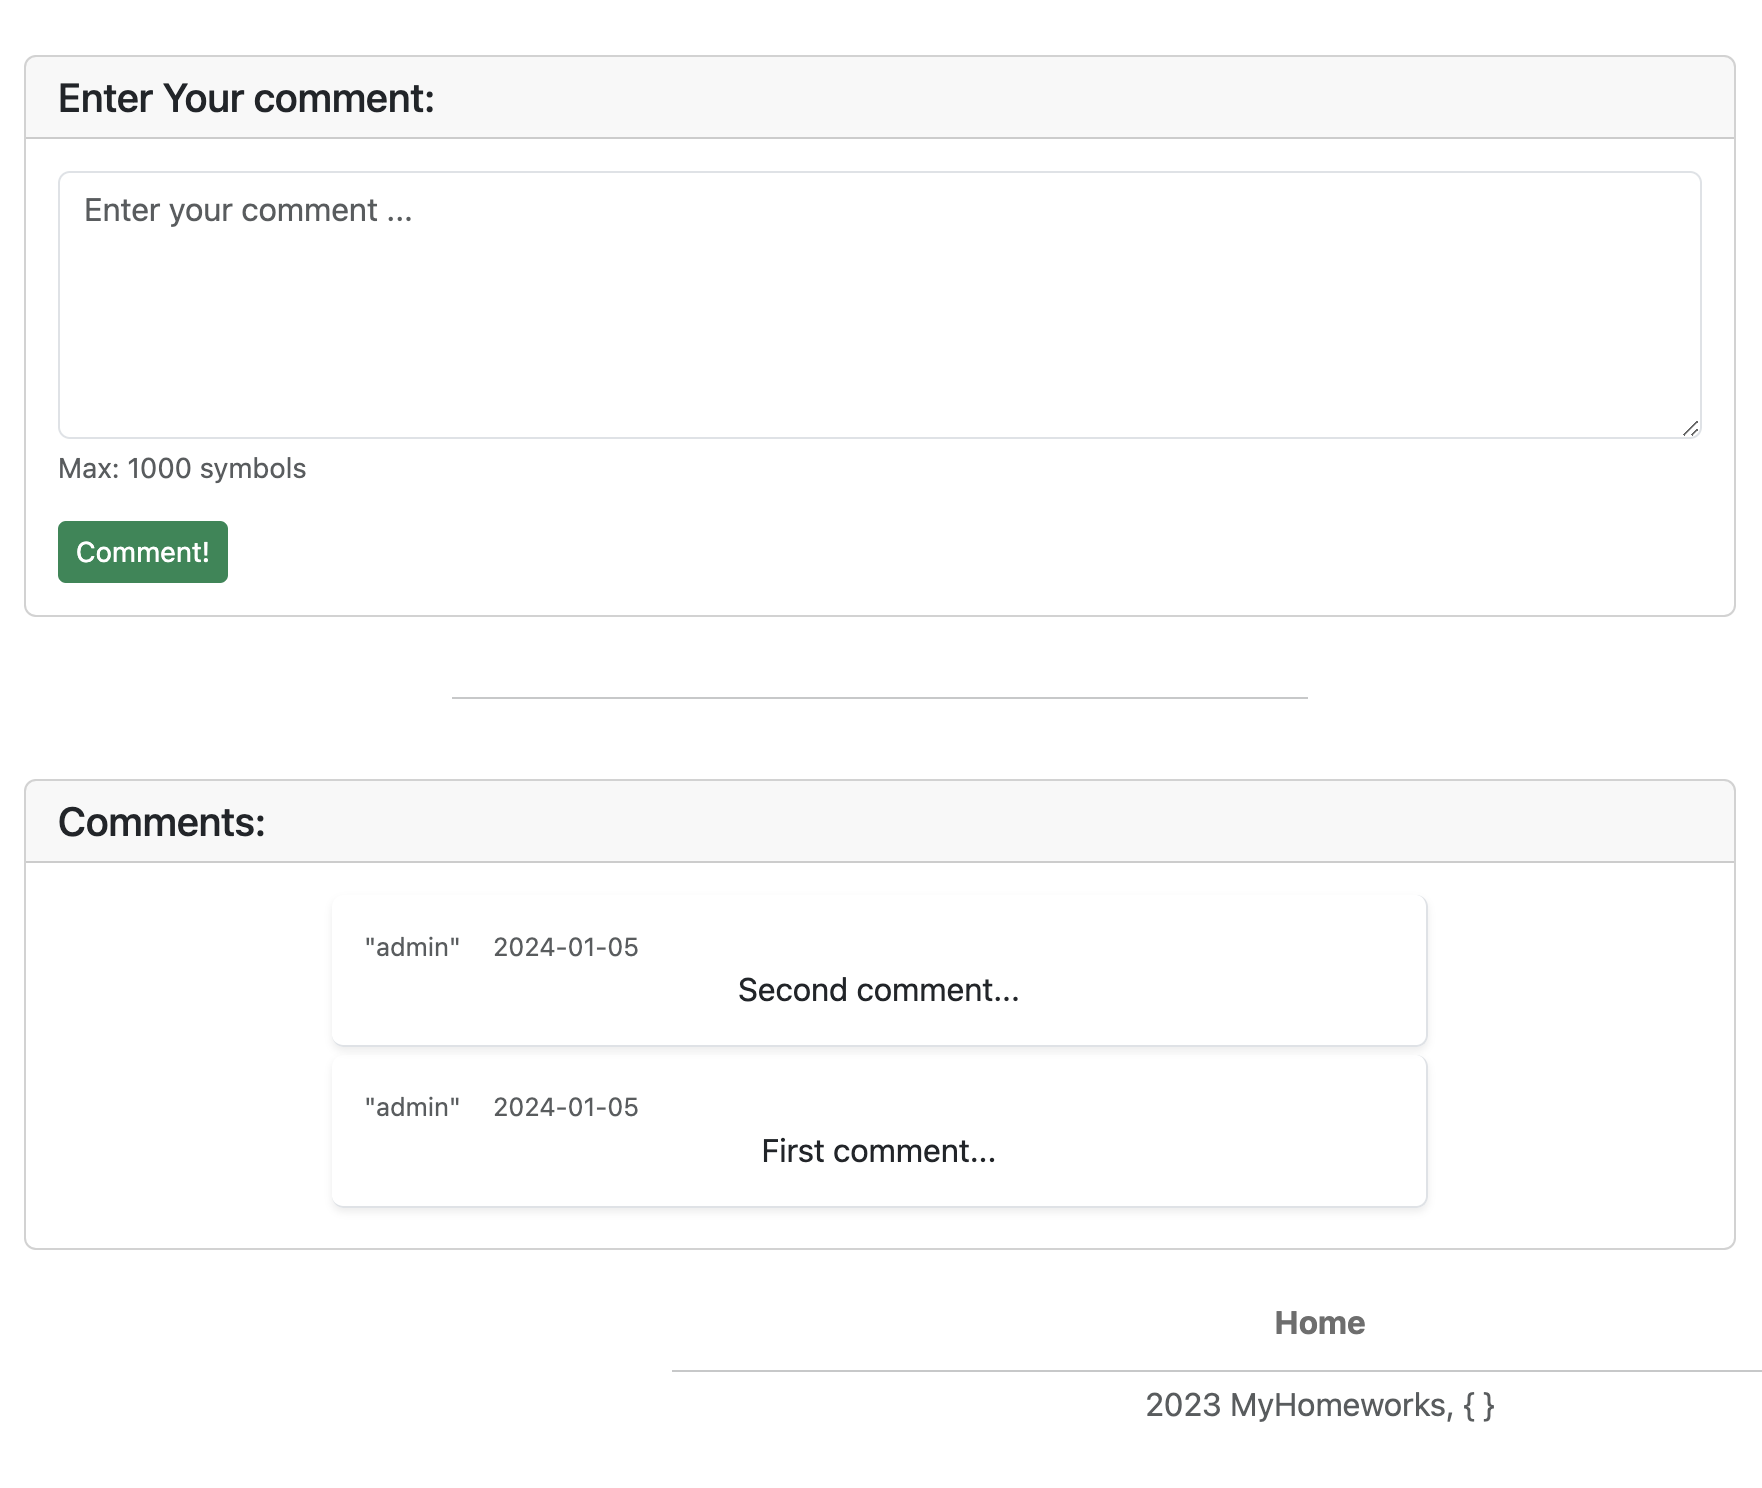 Enter Your comment:
Enter your comment ...
Max: 1000 symbols
Comment!
Comments:
"admin" 2024-01-05
Second comment...
"admin" 2024-01-05
First comment...
Home
2023 MyHomeworks, { }